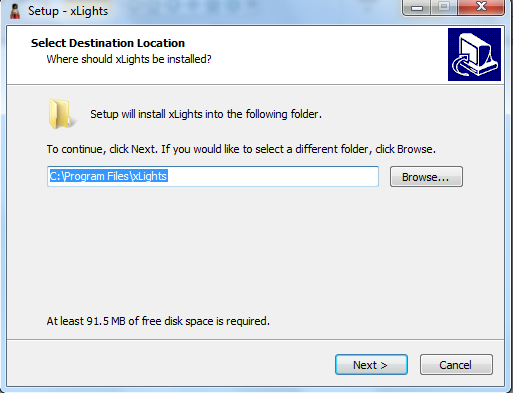 Setup - xLights
Select Destination Location
Where should xLights be installed?
Setup will install xLights into the following folder.
To continue, click Next. If you would like to select a different folder, click Browse.
C:\Program Files\xLights
Browse...
At least 91.5 MB of free disk space is required.
Next >
Cancel